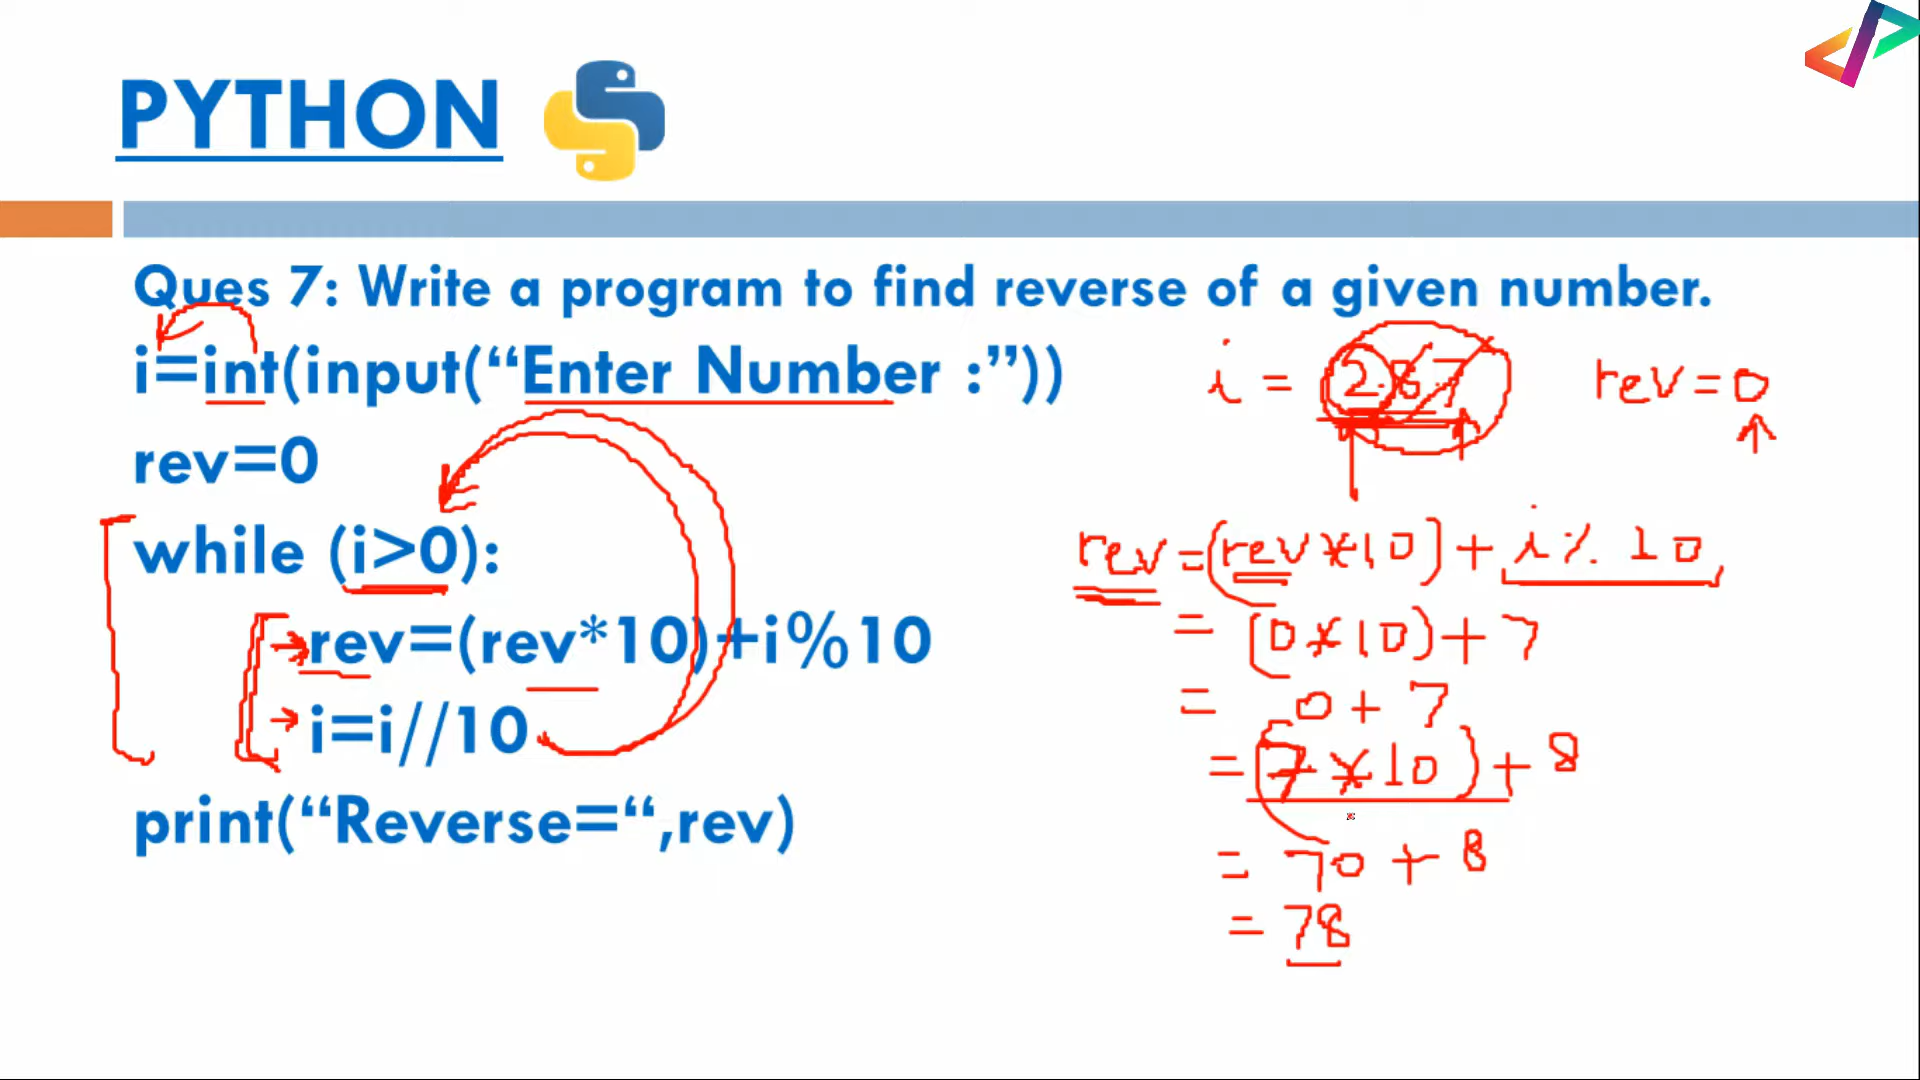 PYTHON
Ques 7: Write a program to find reverse of a given number.
i=int(input(“Enter Number :”))
rev=0
while (i>0):
rev=(rev*10)+i%10
i=i//10
print(“Reverse=“,rev)
i = 287 rev=0
rev=(rev*10)+i% 10
= (0*10)+7
= 0+7
=(7*10)+8
= 70+8
= 78